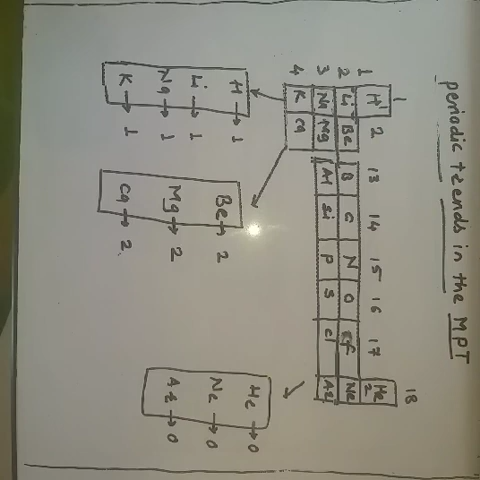 periodic trends in the MPT
1 18
H 2 13 14 15 16 17 He
1
2 Li Be B C N O F Ne
3 Na Mg Al Si P S Cl Ar
4 K Ca
H → 1
Li → 1
Na → 1
K → 1
Be → 2
Mg → 2
Ca → 2
He → 0
Ne → 0
Ar → 0